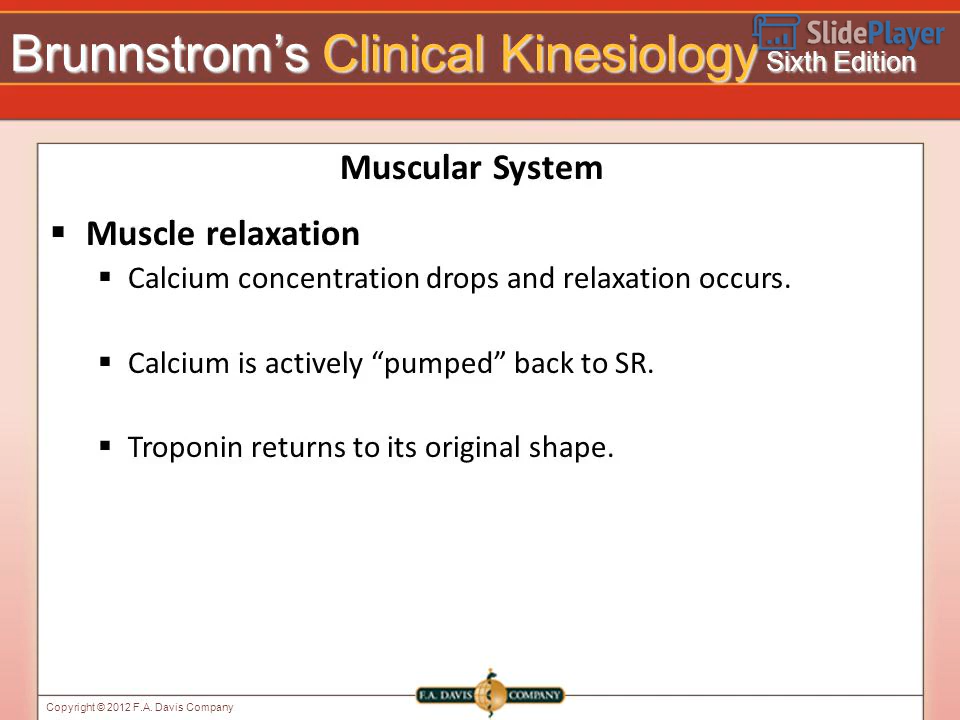 SlidePlayer
Brunnstrom’s Clinical Kinesiology Sixth Edition
Muscular System
▪ Muscle relaxation
▪ Calcium concentration drops and relaxation occurs.
▪ Calcium is actively “pumped” back to SR.
▪ Troponin returns to its original shape.
F.A. DAVIS COMPANY
Copyright © 2012 F.A. Davis Company